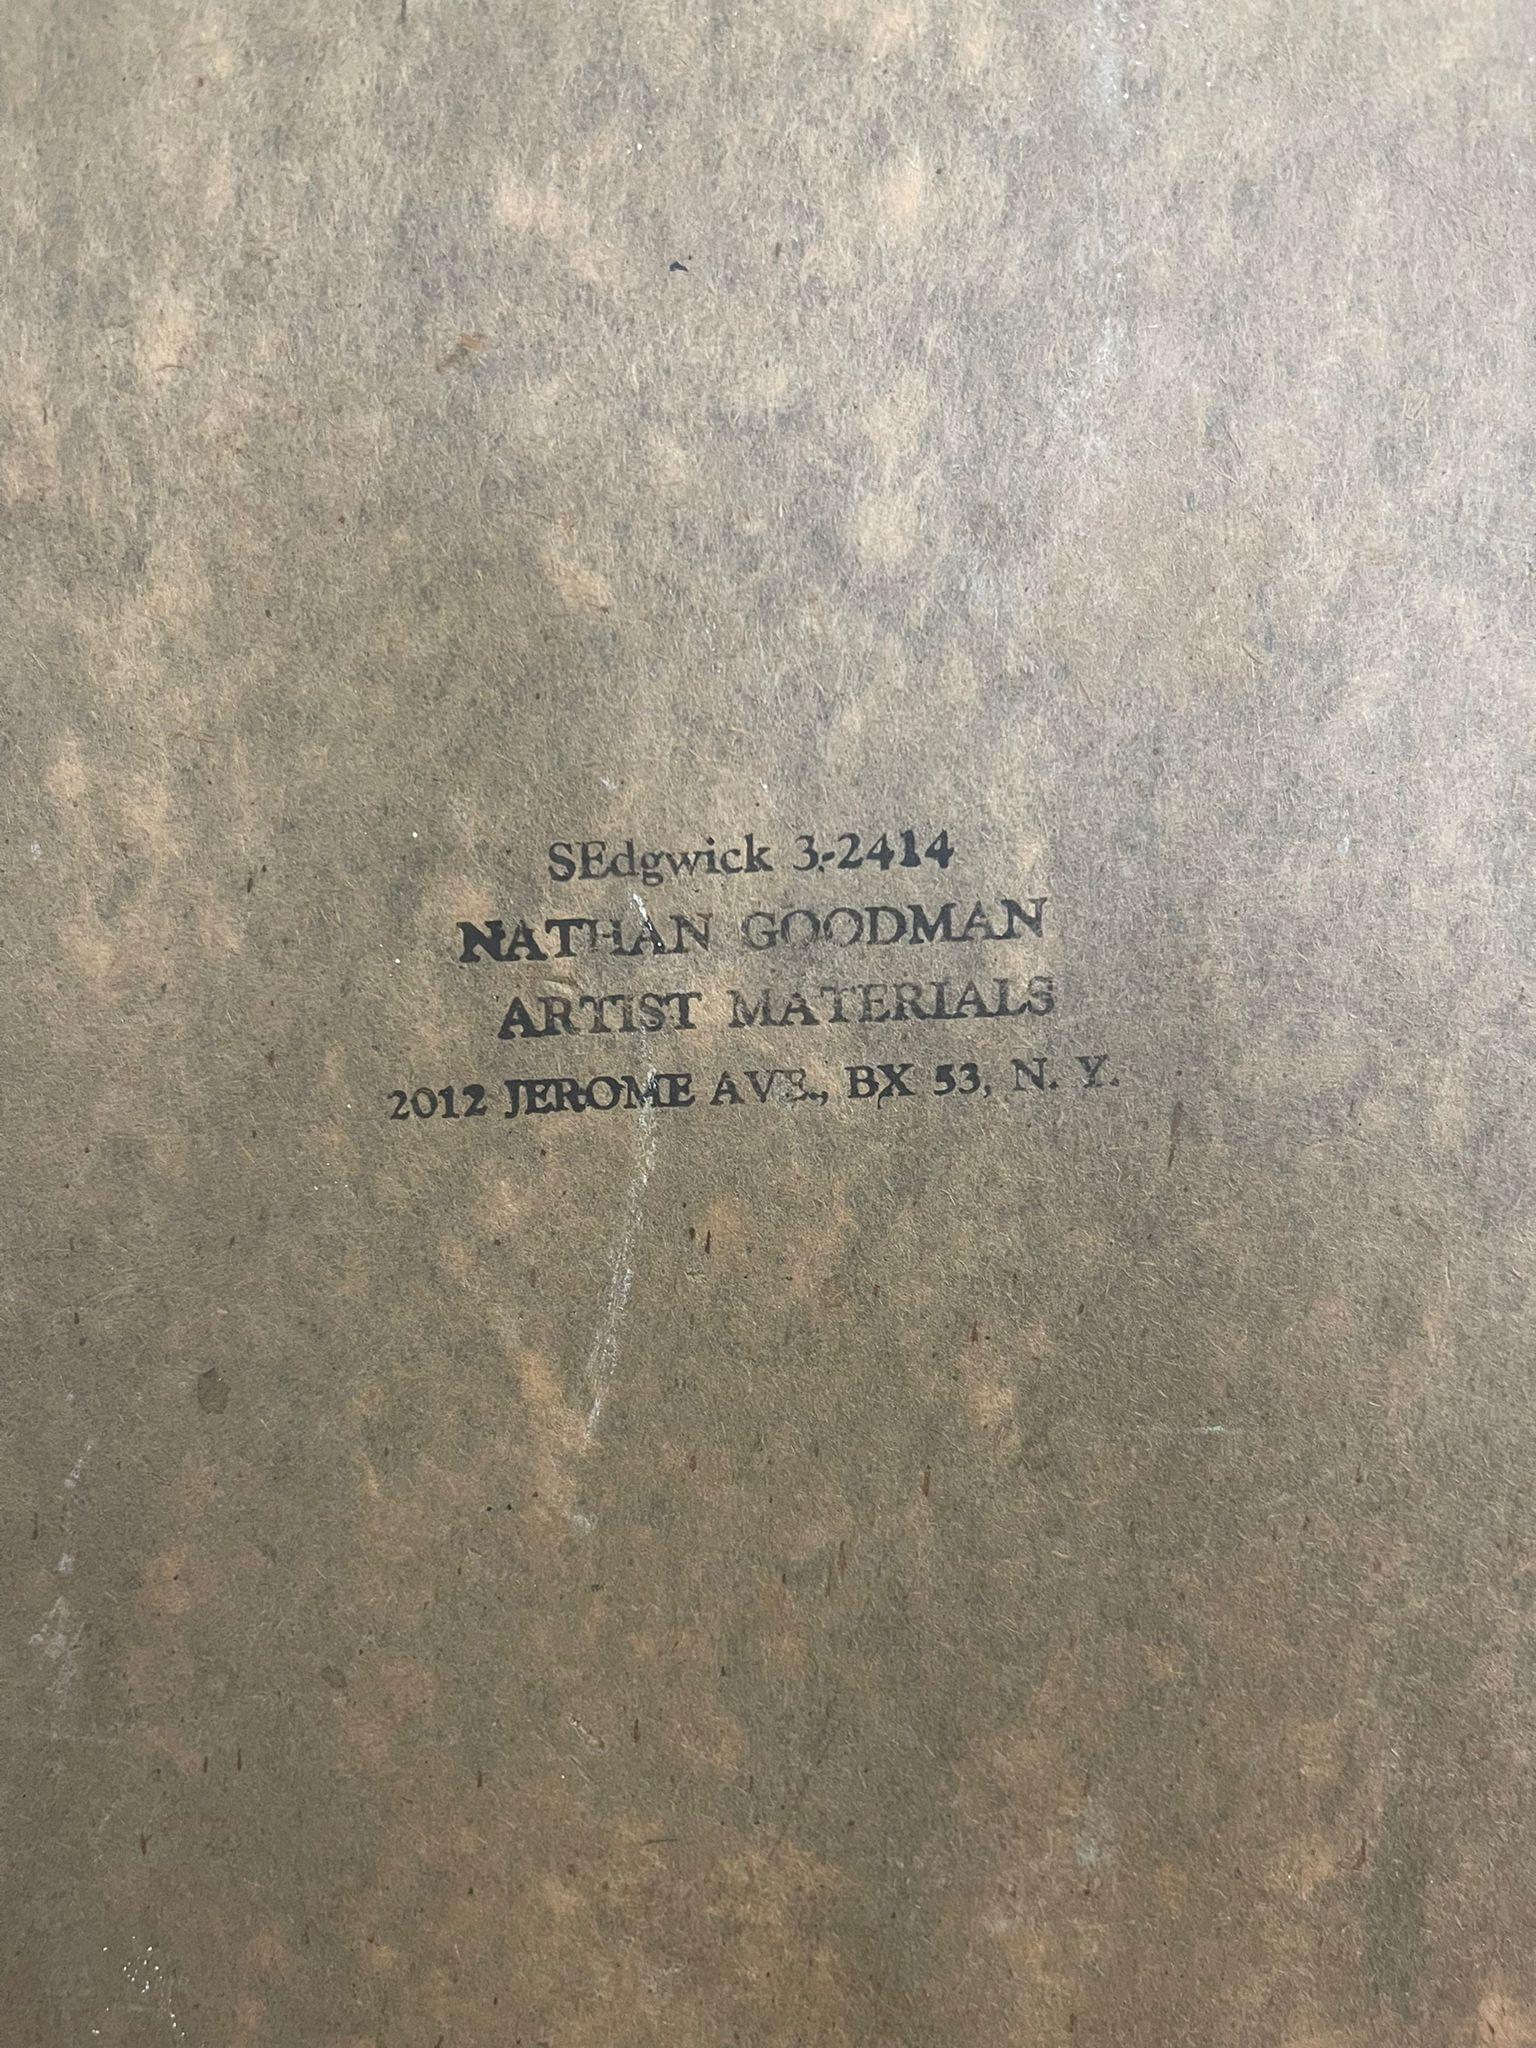 SEdgwick 3-2414
NATHAN GOODMAN
ARTIST MATERIALS
2012 JEROME AVE., BX 53, N. Y.